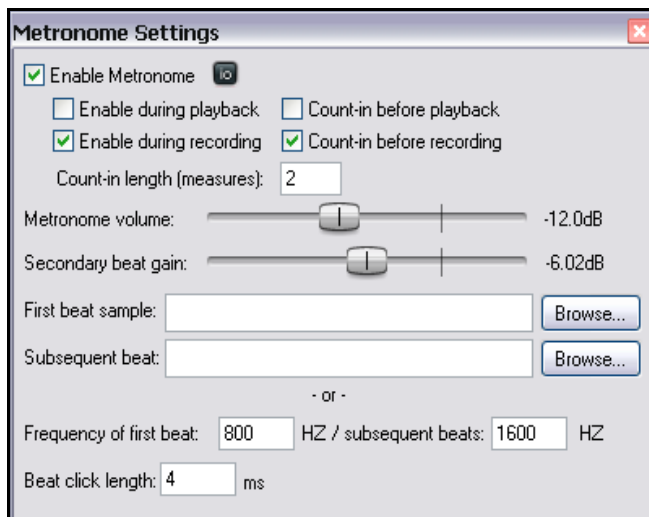 Metronome Settings
Enable Metronome io
Enable during playback Count-in before playback
Enable during recording Count-in before recording
Count-in length (measures): 2
Metronome volume: -12.0dB
Secondary beat gain: -6.02dB
First beat sample: Browse...
Subsequent beat: Browse...
- or -
Frequency of first beat: 800 HZ / subsequent beats: 1600 HZ
Beat click length: 4 ms